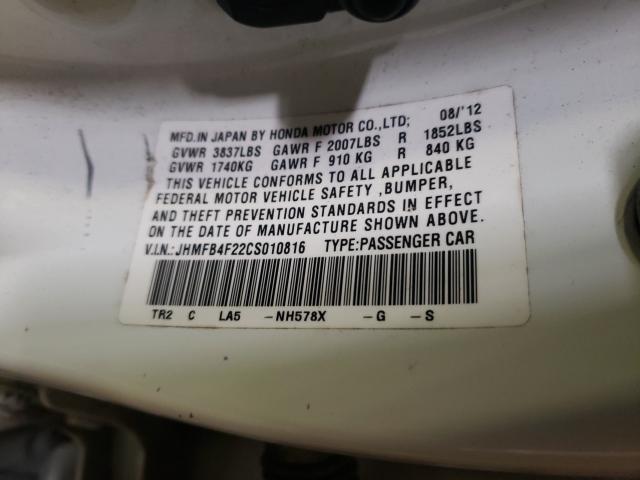 MFD.IN JAPAN BY HONDA MOTOR CO.,LTD; 08/'12
GVWR 3837LBS GAWR F 2007LBS R 1852LBS
GVWR 1740KG GAWR F 910 KG R 840 KG
THIS VEHICLE CONFORMS TO ALL APPLICABLE
FEDERAL MOTOR VEHICLE SAFETY ,BUMPER,
AND THEFT PREVENTION STANDARDS IN EFFECT
ON THE DATE OF MANUFACTURE SHOWN ABOVE.
V.I.N.:JHMFB4F22CS010816 TYPE:PASSENGER CAR
TR2 C LA5 -NH578X -G -S